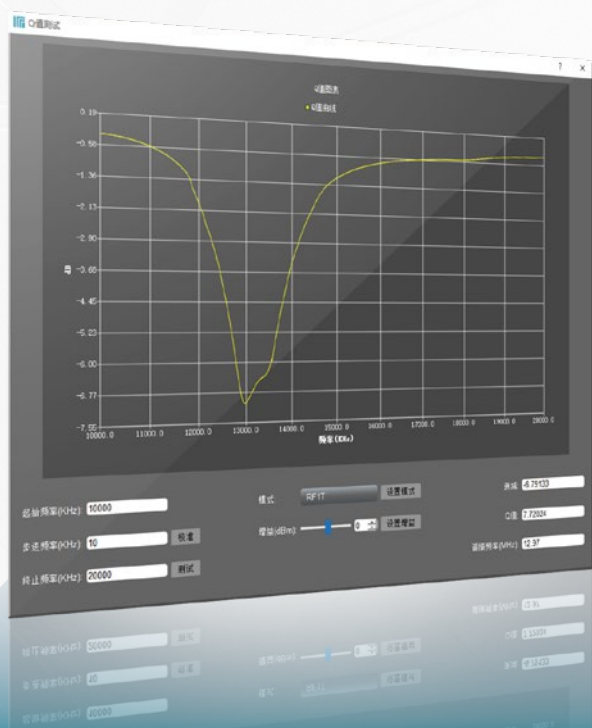 Q值测试
? ×
Q值图表
Q值曲线
0.19
-0.58
-1.36
-2.13
-2.90
-3.68
-4.45
-5.23
-6.00
-6.77
-7.55
dB
10000.0 11000.0 12000.0 13000.0 14000.0 15000.0 16000.0 17000.0 18000.0 19000.0 20000.0
频率(KHz)
起始频率(KHz): 10000
步进频率(KHz): 10 校准
终止频率(KHz): 20000 测试
模式: 设置模式
增益(dBm): 0 设置增益
衰减 -6.79133
Q值
谐振频率(MHz): 12.97